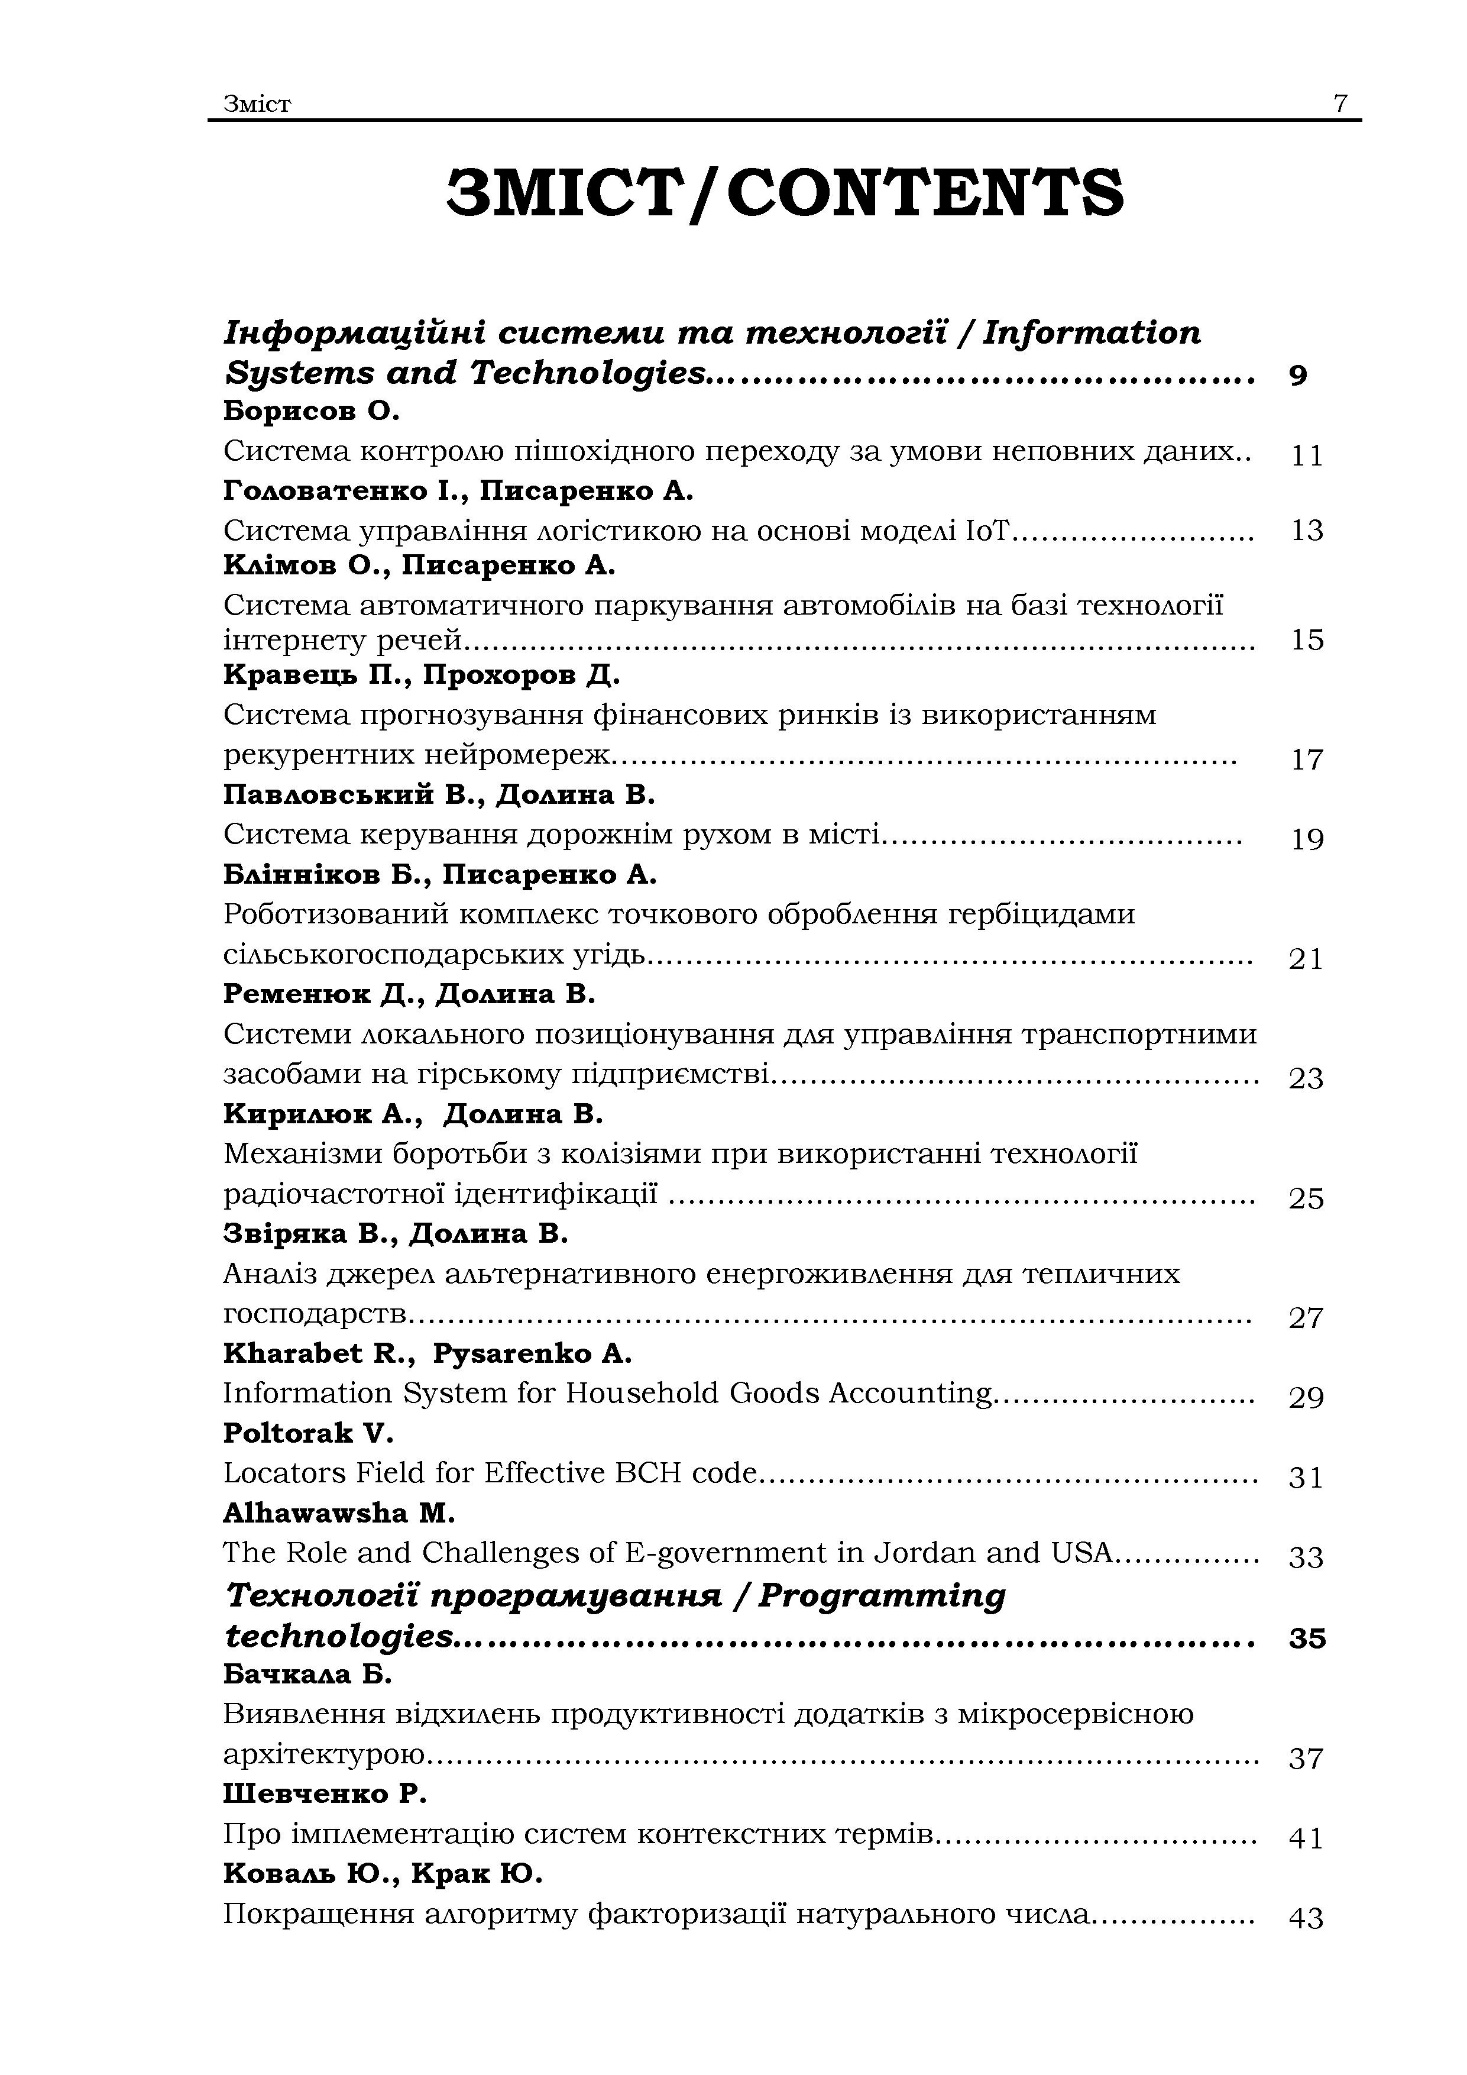 Зміст 7
ЗМІСТ/CONTENTS
Інформаційні системи та технології / Information
Systems and Technologies................................................ 9
Борисов О.
Система контролю пішохідного переходу за умови неповних даних.. 11
Головатенко І., Писаренко А.
Система управління логістикою на основі моделі IoT......................... 13
Клімов О., Писаренко А.
Система автоматичного паркування автомобілів на базі технології
інтернету речей................................................................................. 15
Кравець П., Прохоров Д.
Система прогнозування фінансових ринків із використанням
рекурентних нейромереж................................................................ 17
Павловський В., Долина В.
Система керування дорожнім рухом в місті..................................... 19
Блінніков Б., Писаренко А.
Роботизований комплекс точкового оброблення гербіцидами
сільськогосподарських угідь.............................................................. 21
Ременюк Д., Долина В.
Системи локального позиціонування для управління транспортними
засобами на гірському підприємстві.................................................. 23
Кирилюк А., Долина В.
Механізми боротьби з колізіями при використанні технології
радіочастотної ідентифікації ............................................................ 25
Звіряка В., Долина В.
Аналіз джерел альтернативного енергоживлення для тепличних
господарств...................................................................................... 27
Kharabet R., Pysarenko A.
Information System for Household Goods Accounting........................... 29
Poltorak V.
Locators Field for Effective BCH code................................................... 31
Alhawawsha M.
The Role and Challenges of E-government in Jordan and USA............... 33
Технології програмування / Programming
technologies...................................................................... 35
Бачкала Б.
Виявлення відхилень продуктивності додатків з мікросервісною
архітектурою..................................................................................... 37
Шевченко Р.
Про імплементацію систем контекстних термів................................. 41
Коваль Ю., Крак Ю.
Покращення алгоритму факторизації натурального числа................. 43